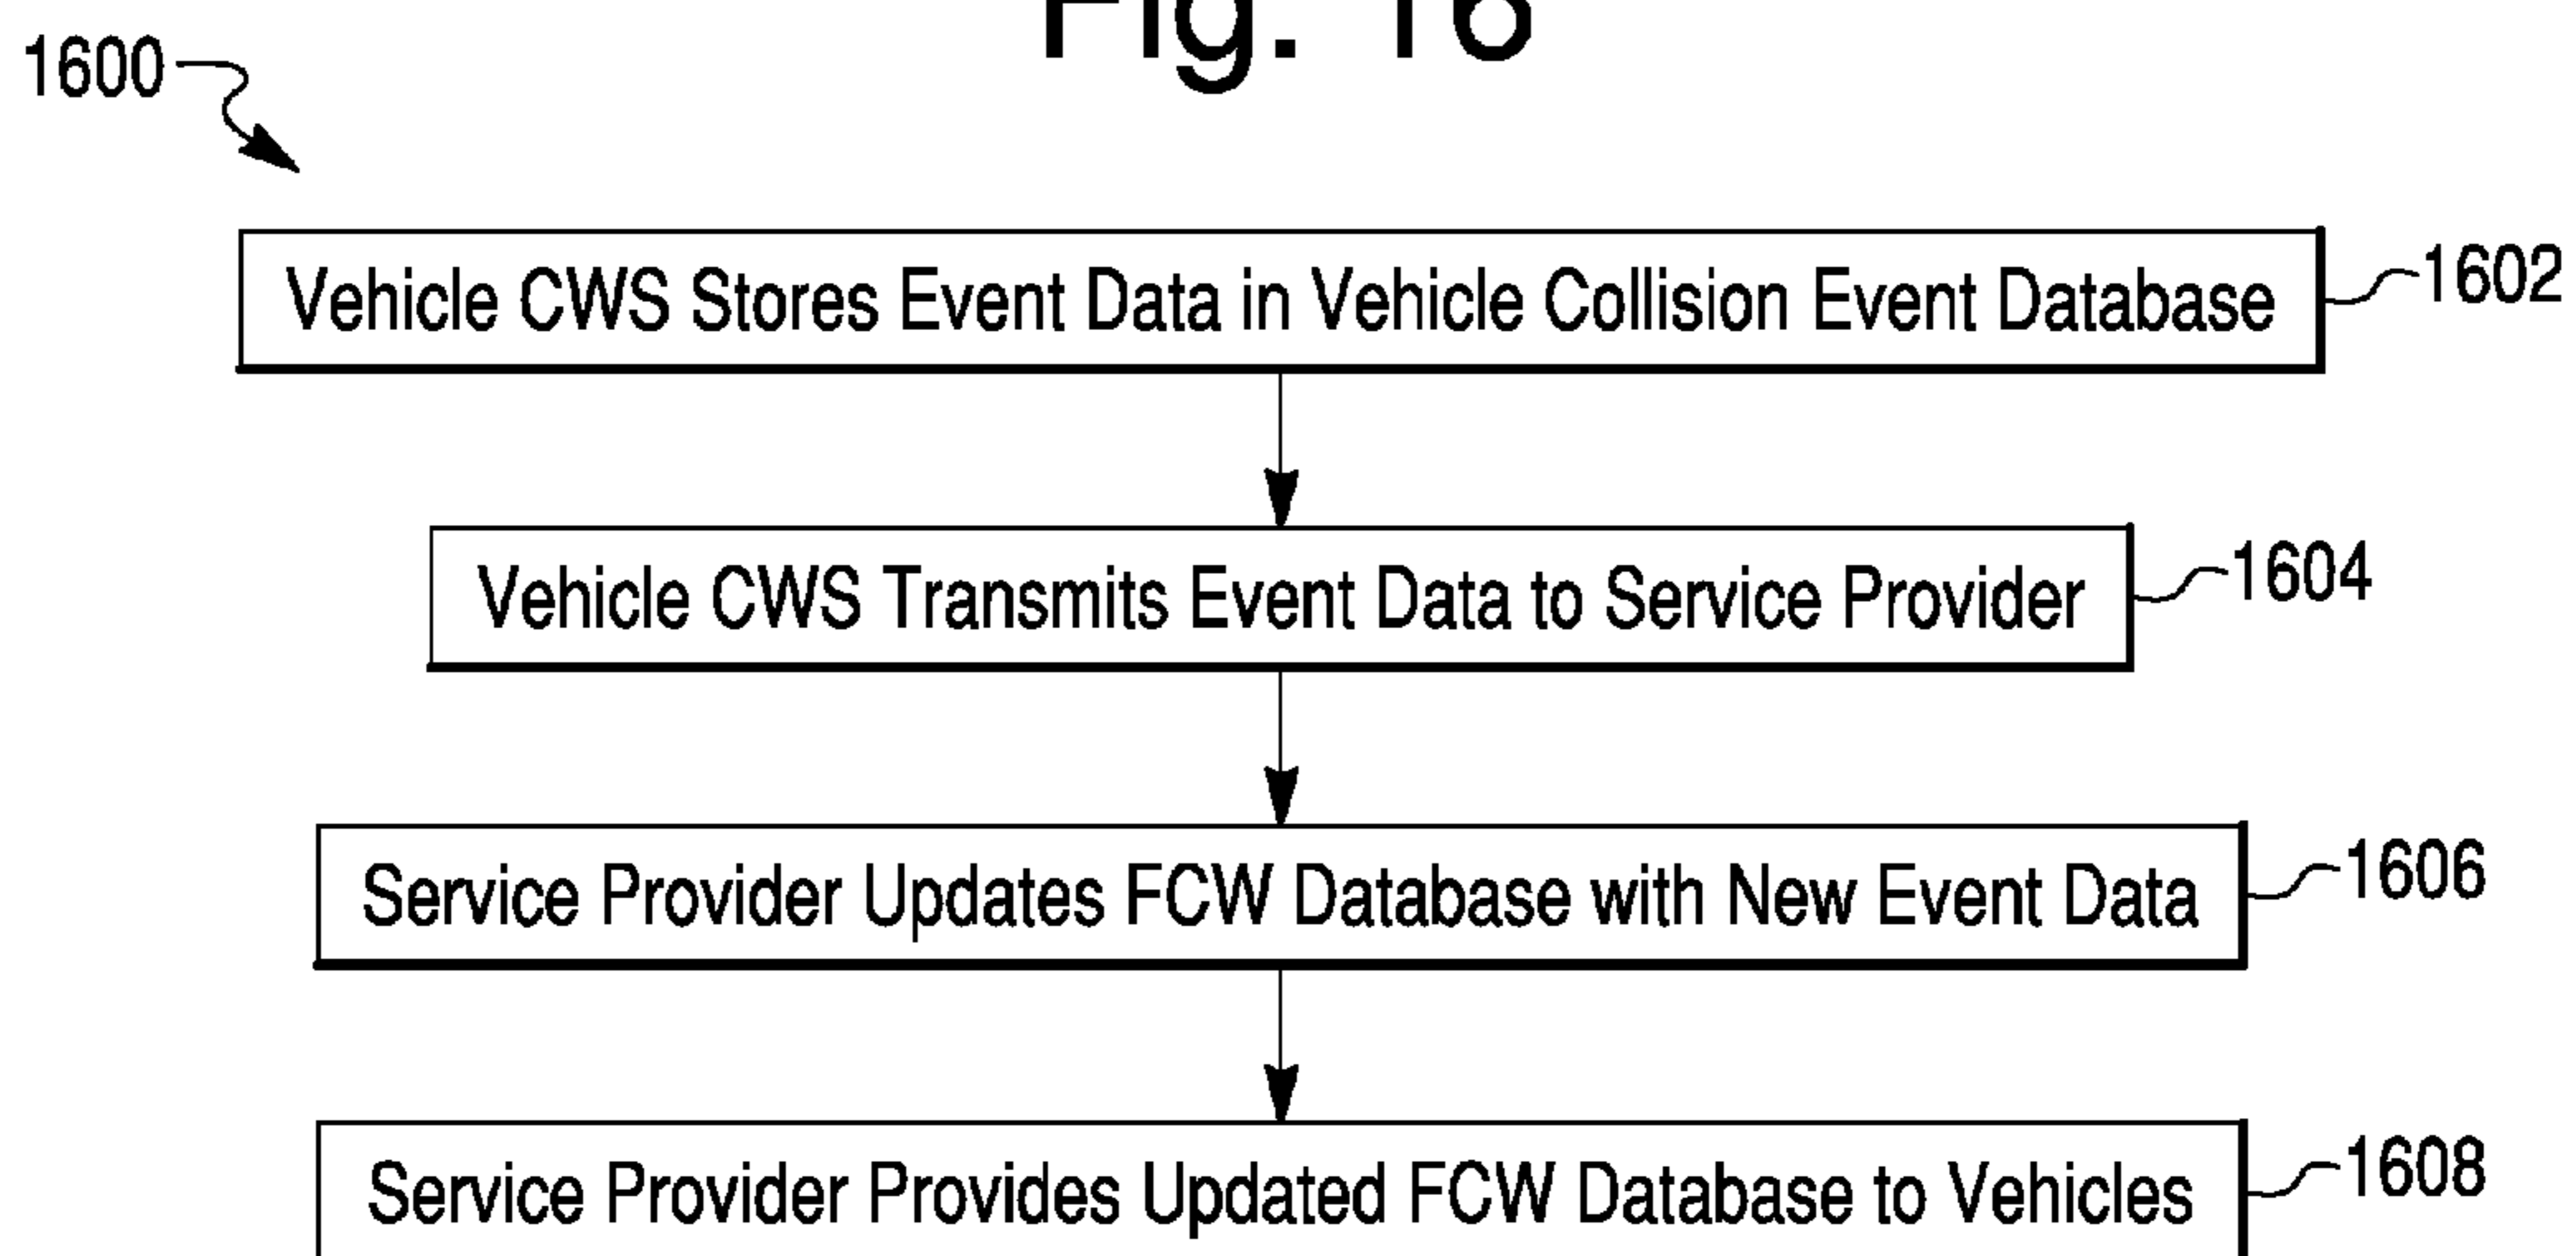 Fig. 16
1600
Vehicle CWS Stores Event Data in Vehicle Collision Event Database
1602
Vehicle CWS Transmits Event Data to Service Provider
1604
Service Provider Updates FCW Database with New Event Data
1606
Service Provider Provides Updated FCW Database to Vehicles
1608